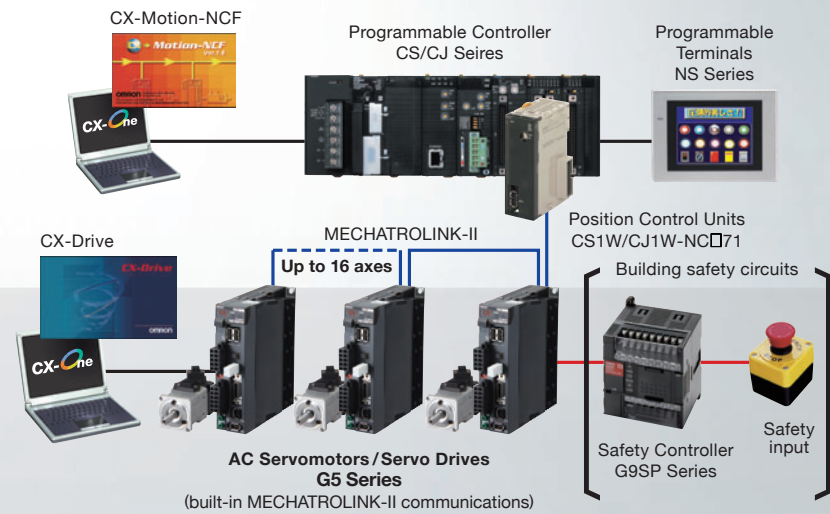 CX-Motion-NCF
Motion-NCF
OMRON
CX-One
Programmable Controller
CS/CJ Seires
Programmable
Terminals
NS Series
Position Control Units
CS1W/CJ1W-NC□71
MECHATROLINK-II
Up to 16 axes
CX-Drive
CX-Drive
omron
CX-One
Building safety circuits
AC Servomotors/Servo Drives
G5 Series
(built-in MECHATROLINK-II communications)
Safety Controller
G9SP Series
Safety
input